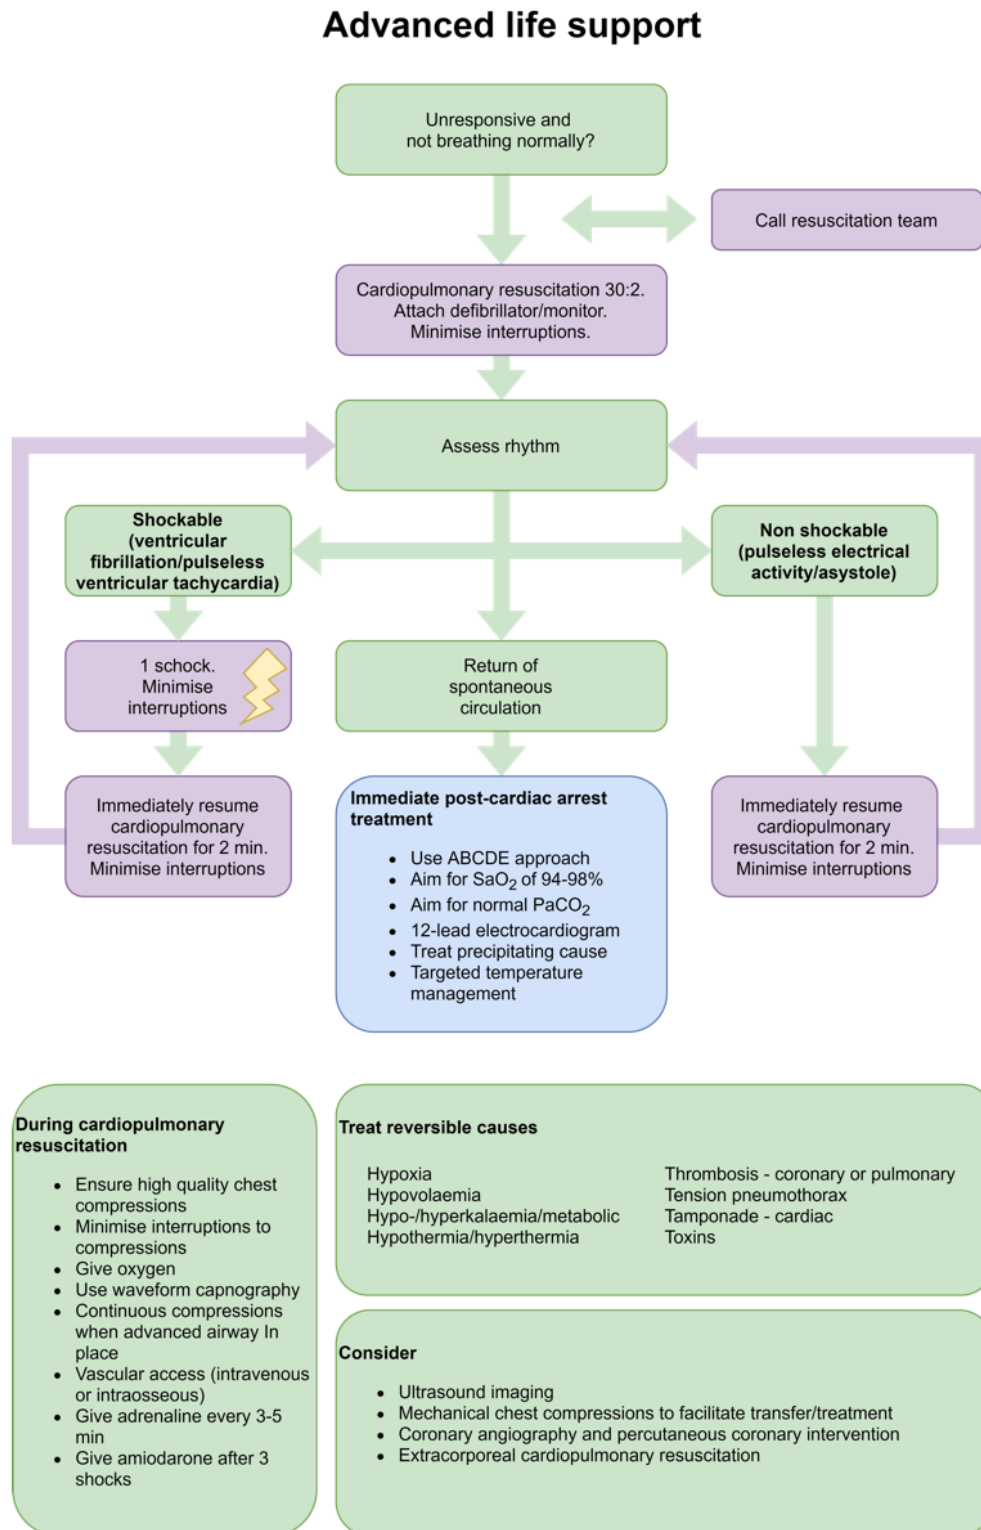 Advanced life support
Unresponsive and
not breathing normally?
Call resuscitation team
Cardiopulmonary resuscitation 30:2.
Attach defibrillator/monitor.
Minimise interruptions.
Assess rhythm
Shockable
(ventricular
fibrillation/pulseless
ventricular tachycardia)
Non shockable
(pulseless electrical
activity/asystole)
1 schock.
Minimise
interruptions
Return of
spontaneous
circulation
Immediately resume
cardiopulmonary
resuscitation for 2 min.
Minimise interruptions
Immediate post-cardiac arrest
treatment
• Use ABCDE approach
• Aim for SaO2 of 94-98%
• Aim for normal PaCO2
• 12-lead electrocardiogram
• Treat precipitating cause
• Targeted temperature
management
Immediately resume
cardiopulmonary
resuscitation for 2 min.
Minimise interruptions
During cardiopulmonary
resuscitation
• Ensure high quality chest
compressions
• Minimise interruptions to
compressions
• Give oxygen
• Use waveform capnography
• Continuous compressions
when advanced airway In
place
• Vascular access (intravenous
or intraosseous)
• Give adrenaline every 3-5
min
• Give amiodarone after 3
shocks
Treat reversible causes
Hypoxia
Hypovolaemia
Hypo-/hyperkalaemia/metabolic
Hypothermia/hyperthermia
Thrombosis - coronary or pulmonary
Tension pneumothorax
Tamponade - cardiac
Toxins
Consider
• Ultrasound imaging
• Mechanical chest compressions to facilitate transfer/treatment
• Coronary angiography and percutaneous coronary intervention
• Extracorporeal cardiopulmonary resuscitation